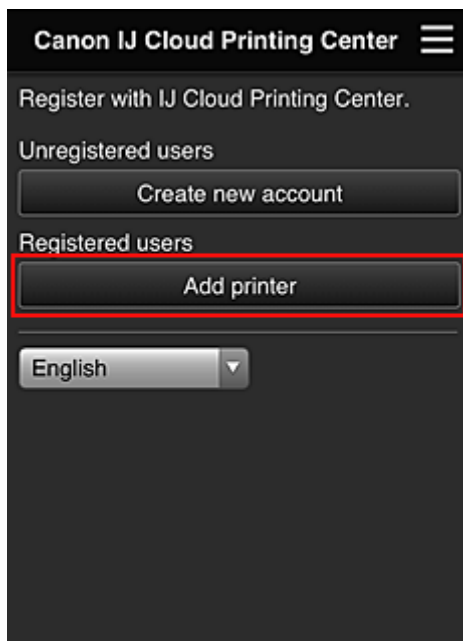 Canon IJ Cloud Printing Center
Register with IJ Cloud Printing Center.
Unregistered users
Create new account
Registered users
Add printer
English